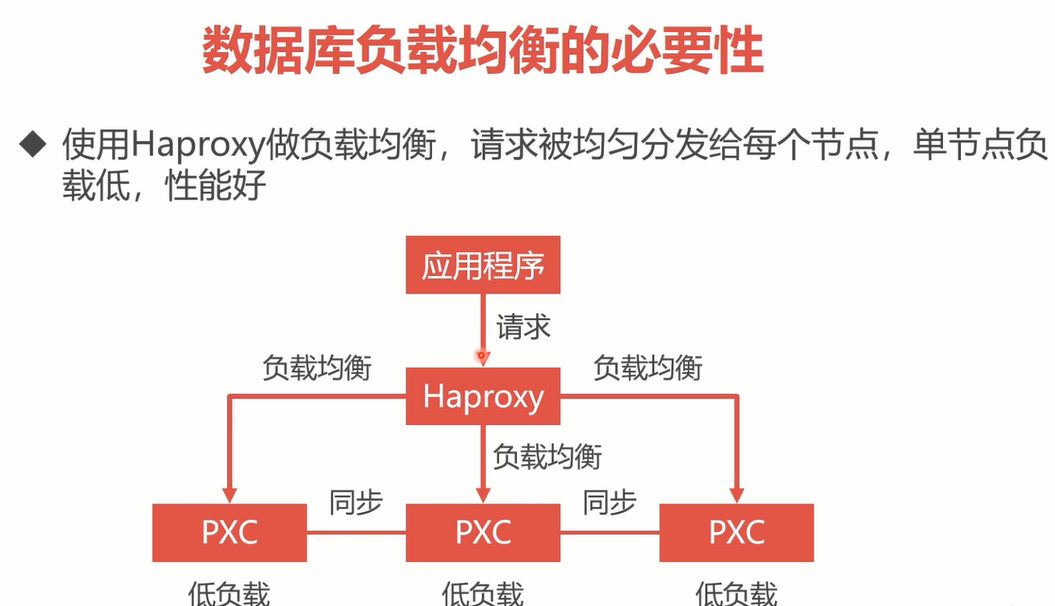 数据库负载均衡的必要性
使用Haproxy做负载均衡，请求被均匀分发给每个节点，单节点负
载低，性能好
应用程序
请求
负载均衡
负载均衡
Haproxy
负载均衡
同步
同步
PXC
PXC
PXC
低负载
低负载
低负载